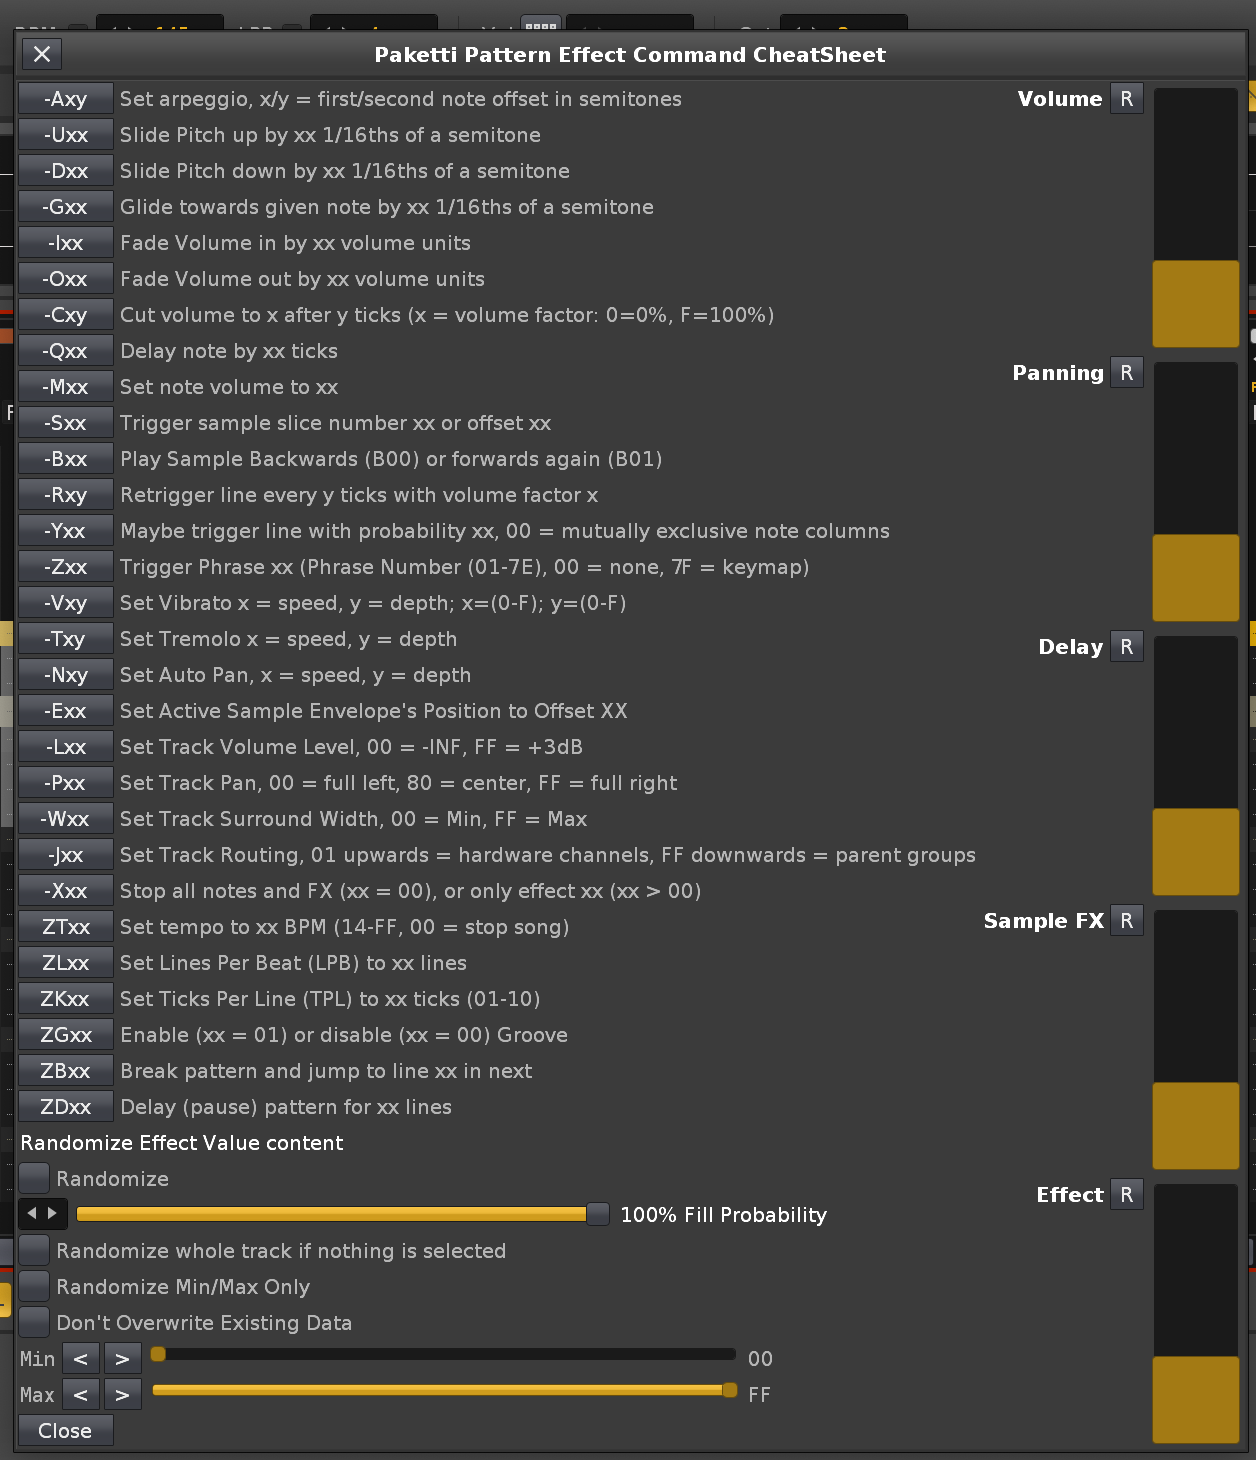 Paketti Pattern Effect Command CheatSheet
-Axy Set arpeggio, x/y = first/second note offset in semitones
-Uxx Slide Pitch up by xx 1/16ths of a semitone
-Dxx Slide Pitch down by xx 1/16ths of a semitone
-Gxx Glide towards given note by xx 1/16ths of a semitone
-Ixx Fade Volume in by xx volume units
-Oxx Fade Volume out by xx volume units
-Cxy Cut volume to x after y ticks (x = volume factor: 0=0%, F=100%)
-Qxx Delay note by xx ticks
-Mxx Set note volume to xx
-Sxx Trigger sample slice number xx or offset xx
-Bxx Play Sample Backwards (B00) or forwards again (B01)
-Rxy Retrigger line every y ticks with volume factor x
-Yxx Maybe trigger line with probability xx, 00 = mutually exclusive note columns
-Zxx Trigger Phrase xx (Phrase Number (01-7E), 00 = none, 7F = keymap)
-Vxy Set Vibrato x = speed, y = depth; x=(0-F); y=(0-F)
-Txy Set Tremolo x = speed, y = depth
-Nxy Set Auto Pan, x = speed, y = depth
-Exx Set Active Sample Envelope's Position to Offset XX
-Lxx Set Track Volume Level, 00 = -INF, FF = +3dB
-Pxx Set Track Pan, 00 = full left, 80 = center, FF = full right
-Wxx Set Track Surround Width, 00 = Min, FF = Max
-Jxx Set Track Routing, 01 upwards = hardware channels, FF downwards = parent groups
-Xxx Stop all notes and FX (xx = 00), or only effect xx (xx > 00)
ZTxx Set tempo to xx BPM (14-FF, 00 = stop song)
ZLxx Set Lines Per Beat (LPB) to xx lines
ZKxx Set Ticks Per Line (TPL) to xx ticks (01-10)
ZGxx Enable (xx = 01) or disable (xx = 00) Groove
ZBxx Break pattern and jump to line xx in next
ZDxx Delay (pause) pattern for xx lines
Randomize Effect Value content
Randomize
100% Fill Probability
Randomize whole track if nothing is selected
Randomize Min/Max Only
Don't Overwrite Existing Data
Min < > 00
Max < > FF
Close
Volume R
Panning R
Delay R
Sample FX R
Effect R